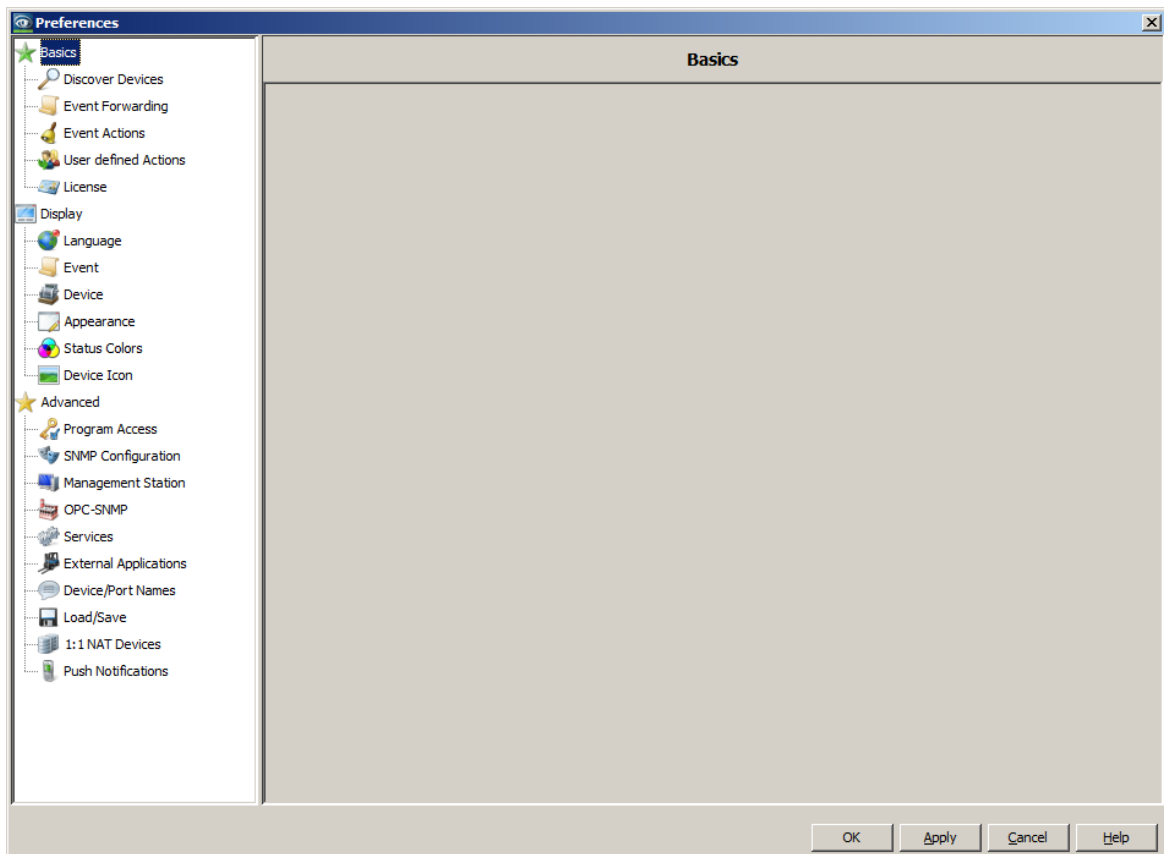 Preferences
Basics
Discover Devices
Event Forwarding
Event Actions
User defined Actions
License
Display
Language
Event
Device
Appearance
Status Colors
Device Icon
Advanced
Program Access
SNMP Configuration
Management Station
OPC-SNMP
Services
External Applications
Device/Port Names
Load/Save
1:1 NAT Devices
Push Notifications
Basics
OK Apply Cancel Help